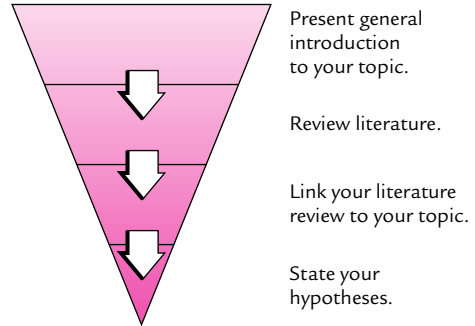 Present general
introduction
to your topic.
Review literature.
Link your literature
review to your topic.
State your
hypotheses.